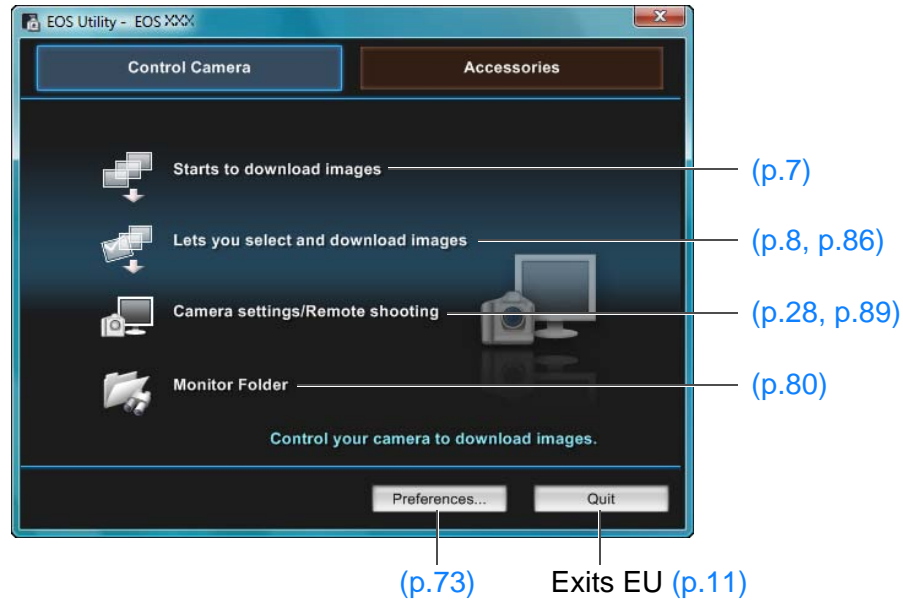 EOS Utility - EOS XXX
Control Camera
Accessories
Starts to download images
(p.7)
Lets you select and download images
(p.8, p.86)
Camera settings/Remote shooting
(p.28, p.89)
Monitor Folder
(p.80)
Control your camera to download images.
Preferences...
Quit
(p.73)
Exits EU (p.11)